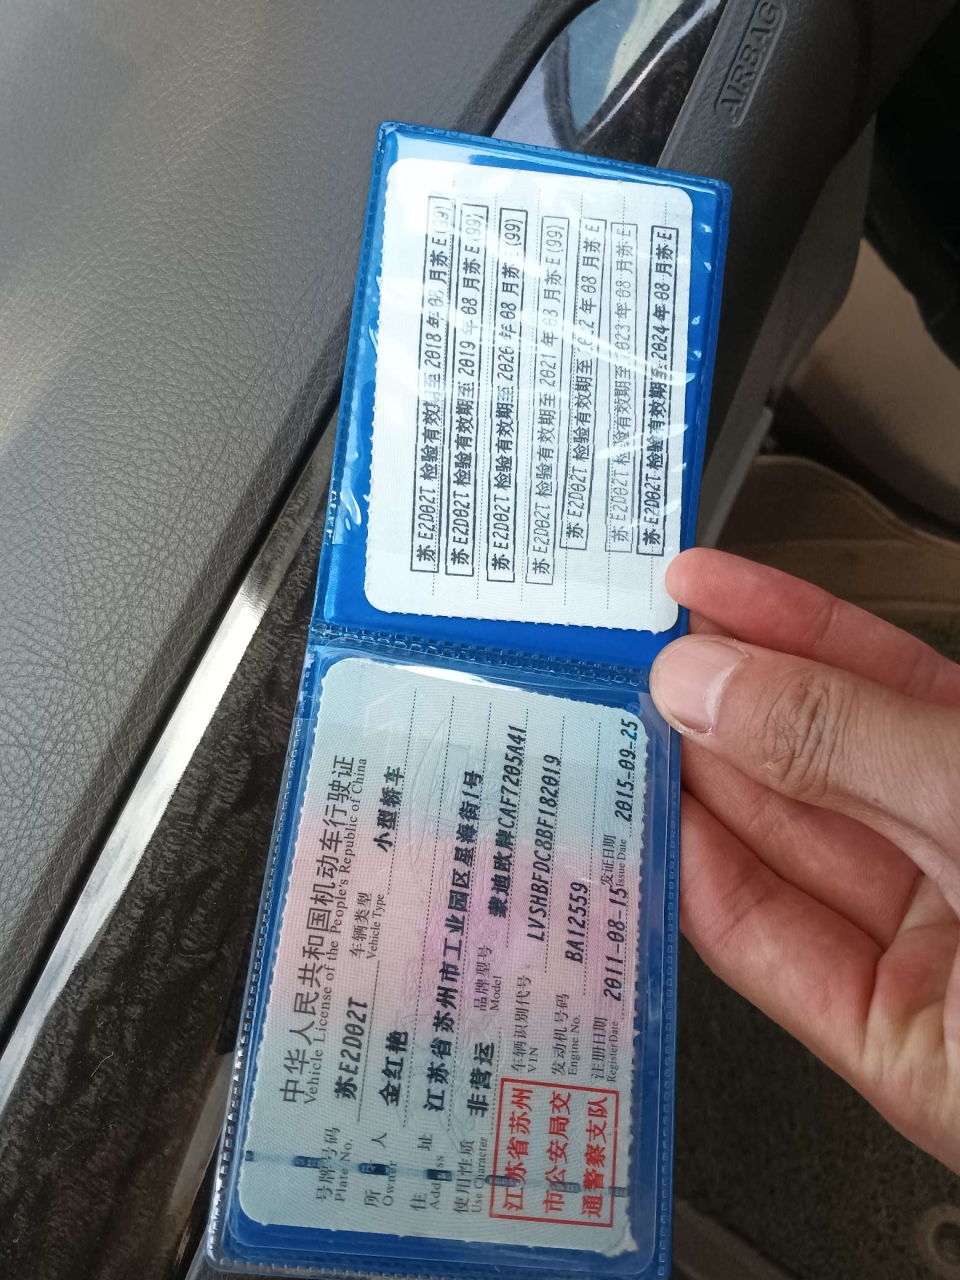 AIRBAG
苏E2D02T 检验有效期至 2018年08月苏E(99)
苏E2D02T 检验有效期至 2019年08月苏E(99)
苏E2D02T 检验有效期至 2020年08月苏E(99)
苏E2D02T 检验有效期至 2021年08月苏E(99)
苏E2D02T 检验有效期至 2022年08月苏E
苏E2D02T 检验有效期至 2023年08月苏E
苏E2D02T 检验有效期至 2024年08月苏E
中华人民共和国机动车行驶证
Vehicle License of the People's Republic of China
号牌号码 苏E2D02T 车辆类型 小型轿车
Plate No. Vehicle Type
所有人 金红艳
Owner
住址 江苏省苏州市工业园区星海街1号
Address
使用性质 非营运 品牌型号 蒙迪欧牌CAF7205A41
Use Character Model
江苏省苏州
市公安局交
通警察支队
车辆识别代号 LVSHBFDC8BF182019
VIN
发动机号码 BA12559
Engine No.
注册日期 2011-08-15 发证日期 2015-09-25
Register Date Issue Date